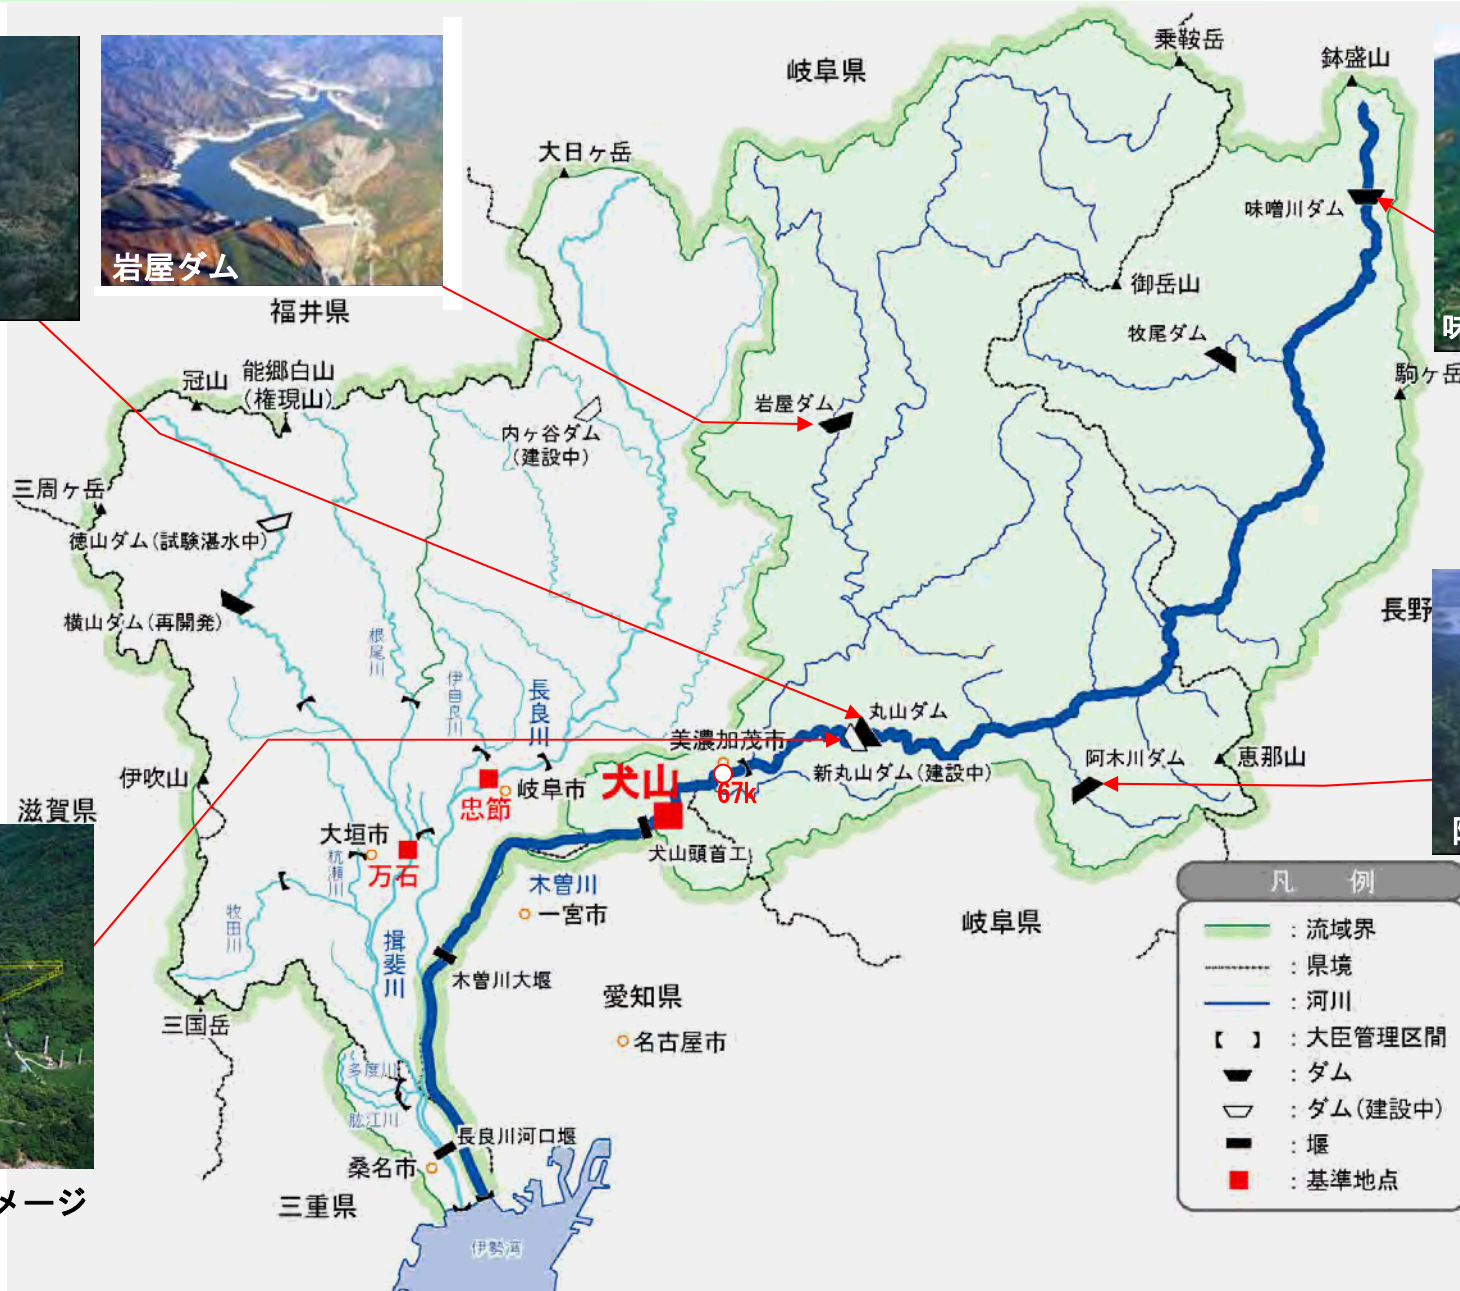 岐阜県
乗鞍岳
鉢盛山
大日ヶ岳
味噌川ダム
岩屋ダム
御岳山
福井県
牧尾ダム
味
能郷白山
(権現山)
冠山
駒ヶ岳
岩屋ダム
内ヶ谷ダム
(建設中)
三周ヶ岳
徳山ダム(試験湛水中)
横山ダム(再開発)
長野
根尾川
伊自良川
長良川
丸山ダム
美濃加茂市
新丸山ダム(建設中)
阿木川ダム
恵那山
伊吹山
滋賀県
犬山
67k
岐阜市
忠節
大垣市
杭瀬川
万石
犬山頭首工
木曽川
一宮市
牧田川
揖斐川
木曽川大堰
岐阜県
愛知県
名古屋市
三国岳
多度川
肱江川
長良川河口堰
桑名市
三重県
伊勢湾
メージ
凡 例
:流域界
:県境
:河川
【 】:大臣管理区間
:ダム
:ダム(建設中)
:堰
:基準地点